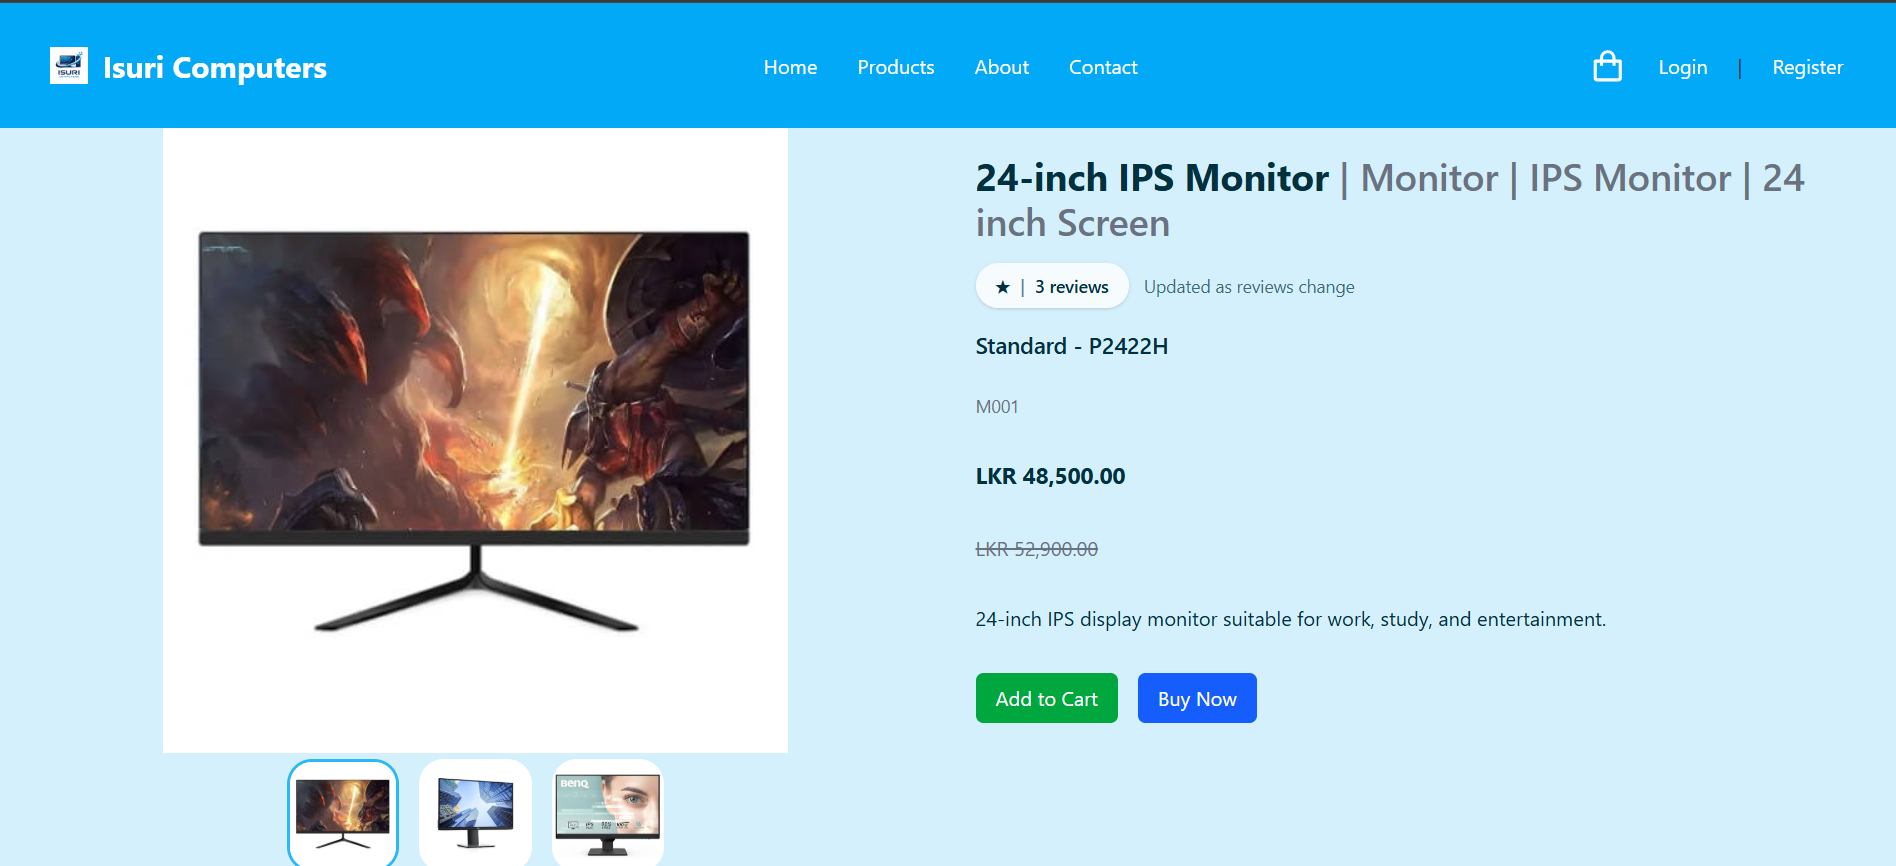 ISURI
Isuri Computers
Home
Products
About
Contact
Login
|
Register
24-inch IPS Monitor | Monitor | IPS Monitor | 24
inch Screen
★ | 3 reviews
Updated as reviews change
Standard - P2422H
M001
LKR 48,500.00
LKR 52,900.00
24-inch IPS display monitor suitable for work, study, and entertainment.
Add to Cart
Buy Now
BenQ